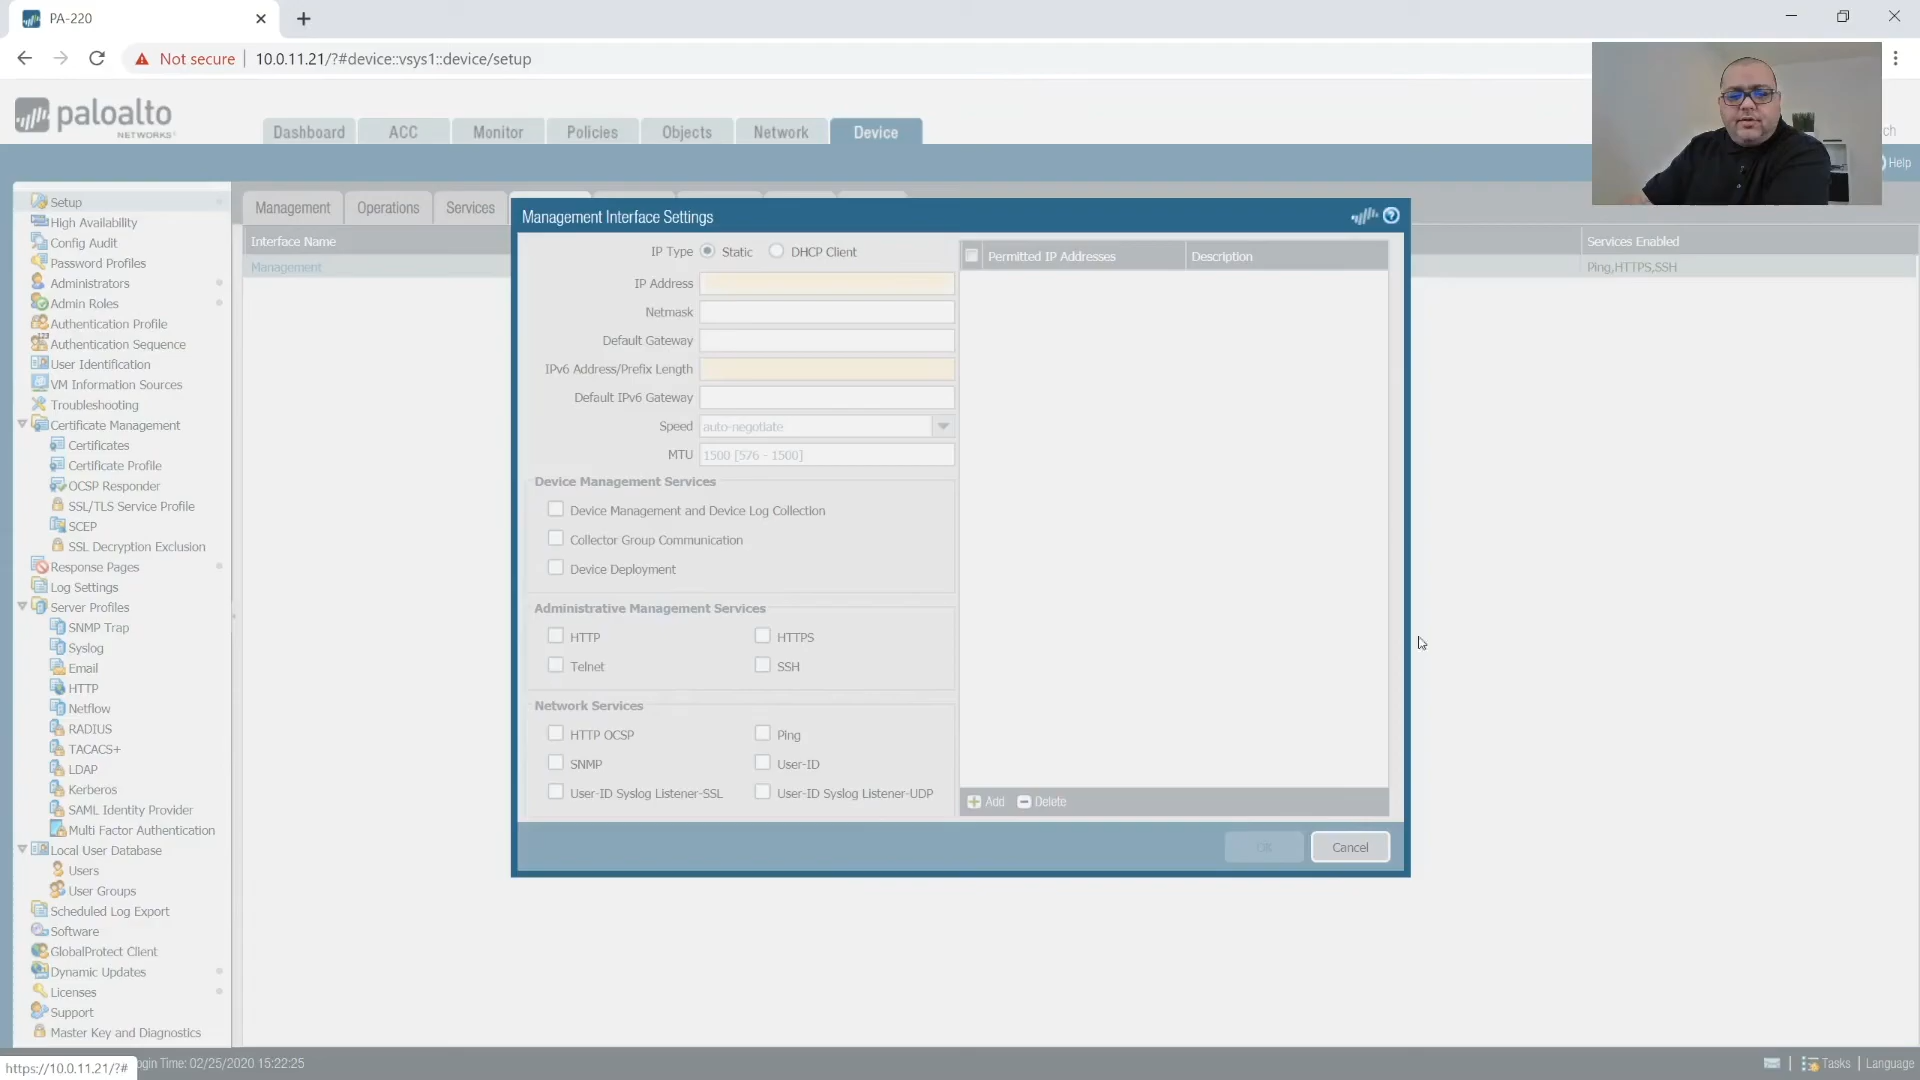 PA-220
Not secure
10.0.11.21/?#device::vsys1::device/setup
paloalto
NETWORKS
Dashboard
ACC
Monitor
Policies
Objects
Network
Device
Help
Setup
High Availability
Config Audit
Password Profiles
Administrators
Admin Roles
Authentication Profile
Authentication Sequence
User Identification
VM Information Sources
Troubleshooting
Certificate Management
Certificates
Certificate Profile
OCSP Responder
SSL/TLS Service Profile
SCEP
SSL Decryption Exclusion
Response Pages
Log Settings
Server Profiles
SNMP Trap
Syslog
Email
HTTP
Netflow
RADIUS
TACACS+
LDAP
Kerberos
SAML Identity Provider
Multi Factor Authentication
Local User Database
Users
User Groups
Scheduled Log Export
Software
GlobalProtect Client
Dynamic Updates
Licenses
Support
Master Key and Diagnostics
Management
Operations
Services
Interface Name
Management
Services Enabled
Ping,HTTPS,SSH
Management Interface Settings
IP Type Static DHCP Client
IP Address
Netmask
Default Gateway
IPv6 Address/Prefix Length
Default IPv6 Gateway
Speed auto-negotiate
MTU 1500 [576 - 1500]
Device Management Services
Device Management and Device Log Collection
Collector Group Communication
Device Deployment
Administrative Management Services
HTTP HTTPS
Telnet SSH
Network Services
HTTP OCSP Ping
SNMP User-ID
User-ID Syslog Listener-SSL User-ID Syslog Listener-UDP
Permitted IP Addresses
Description
Add
Delete
OK
Cancel
https://10.0.11.21/?#
Login Time: 02/25/2020 15:22:25
Tasks
Language